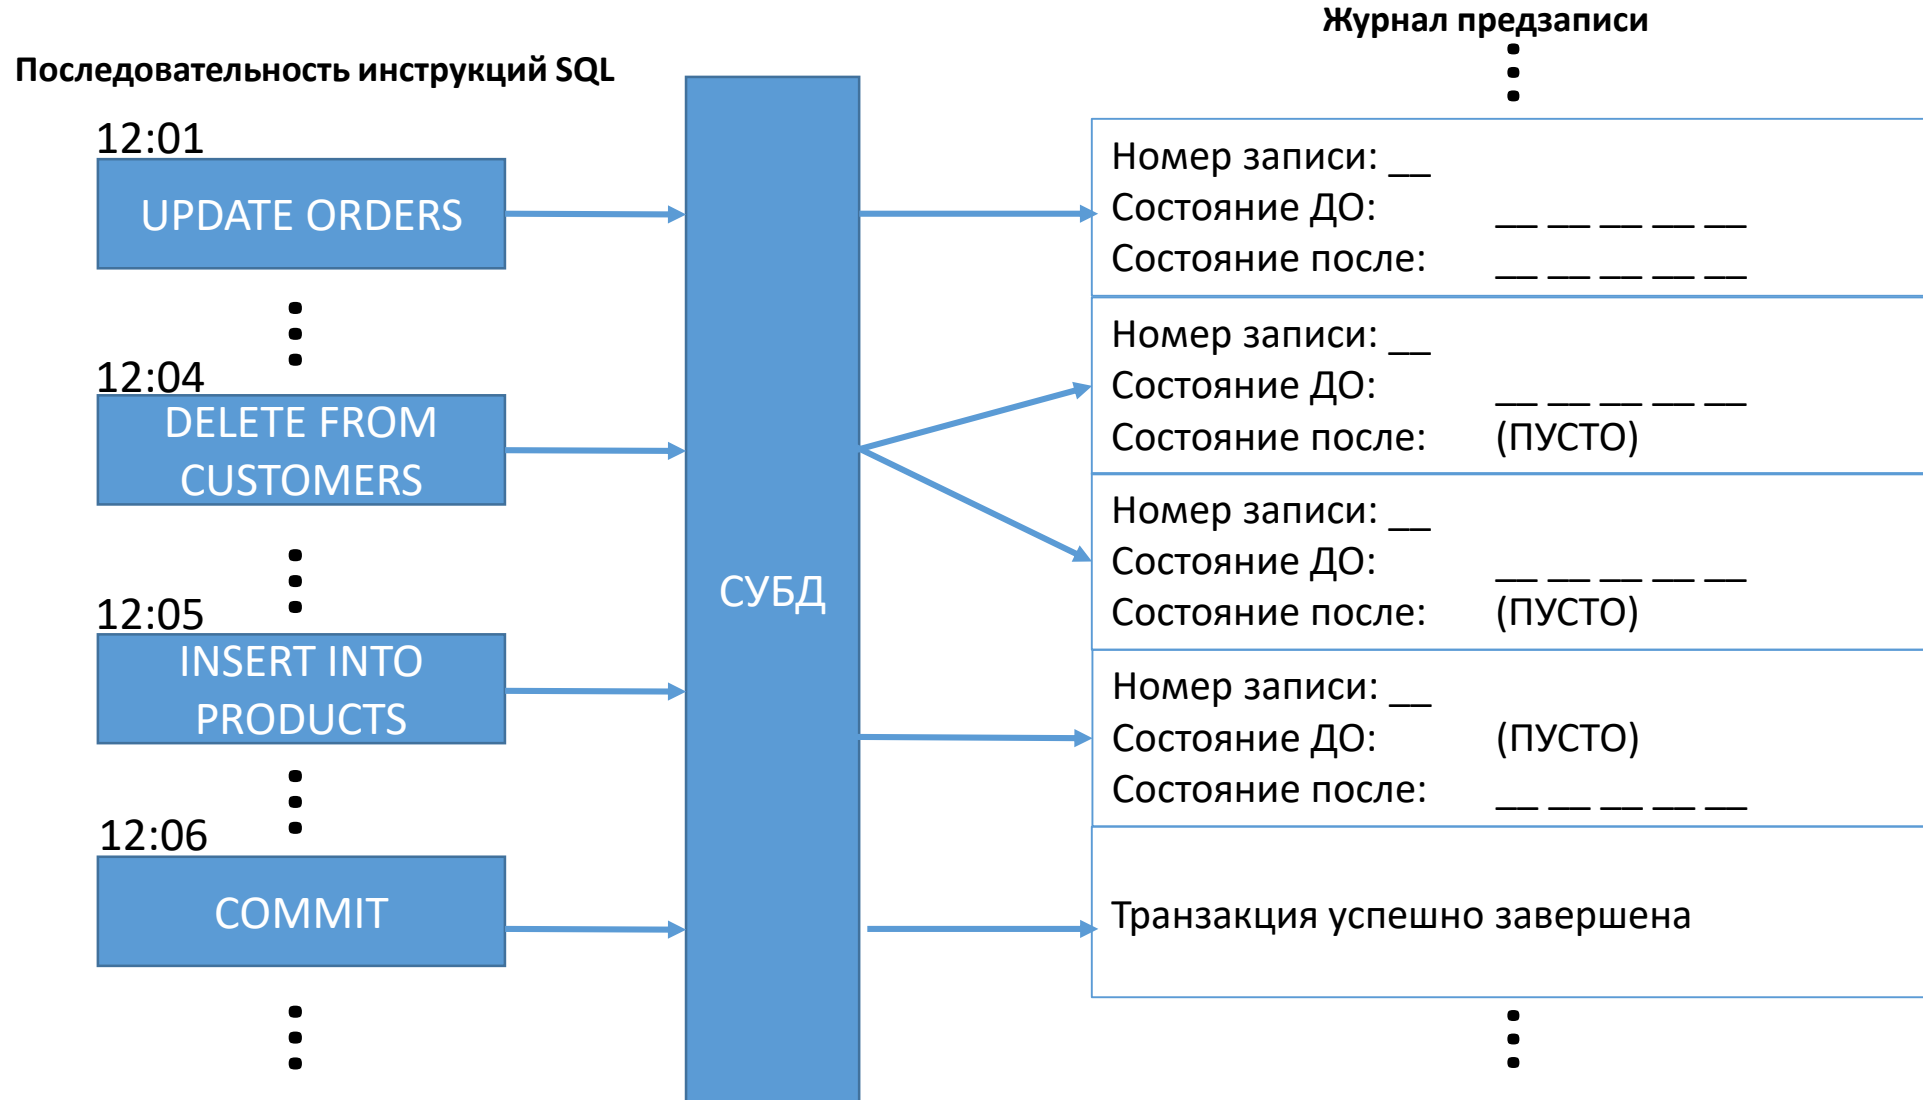 Журнал предзаписи
Последовательность инструкций SQL
12:01
UPDATE ORDERS
12:04
DELETE FROM
CUSTOMERS
12:05
INSERT INTO
PRODUCTS
12:06
COMMIT
СУБД
Номер записи: __
Состояние ДО: __ __ __ __ __
Состояние после: __ __ __ __ __
Номер записи: __
Состояние ДО: __ __ __ __ __
Состояние после: (ПУСТО)
Номер записи: __
Состояние ДО: __ __ __ __ __
Состояние после: (ПУСТО)
Номер записи: __
Состояние ДО: (ПУСТО)
Состояние после: __ __ __ __ __
Транзакция успешно завершена